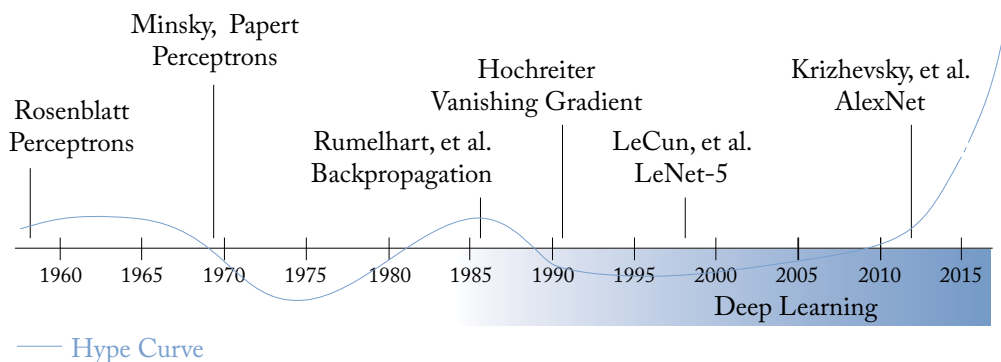 Minsky, Papert
Perceptrons
Hochreiter
Vanishing Gradient
Krizhevsky, et al.
AlexNet
Rosenblatt
Perceptrons
Rumelhart, et al.
Backpropagation
LeCun, et al.
LeNet-5
1960 1965 1970 1975 1980 1985 1990 1995 2000 2005 2010 2015
Deep Learning
Hype Curve